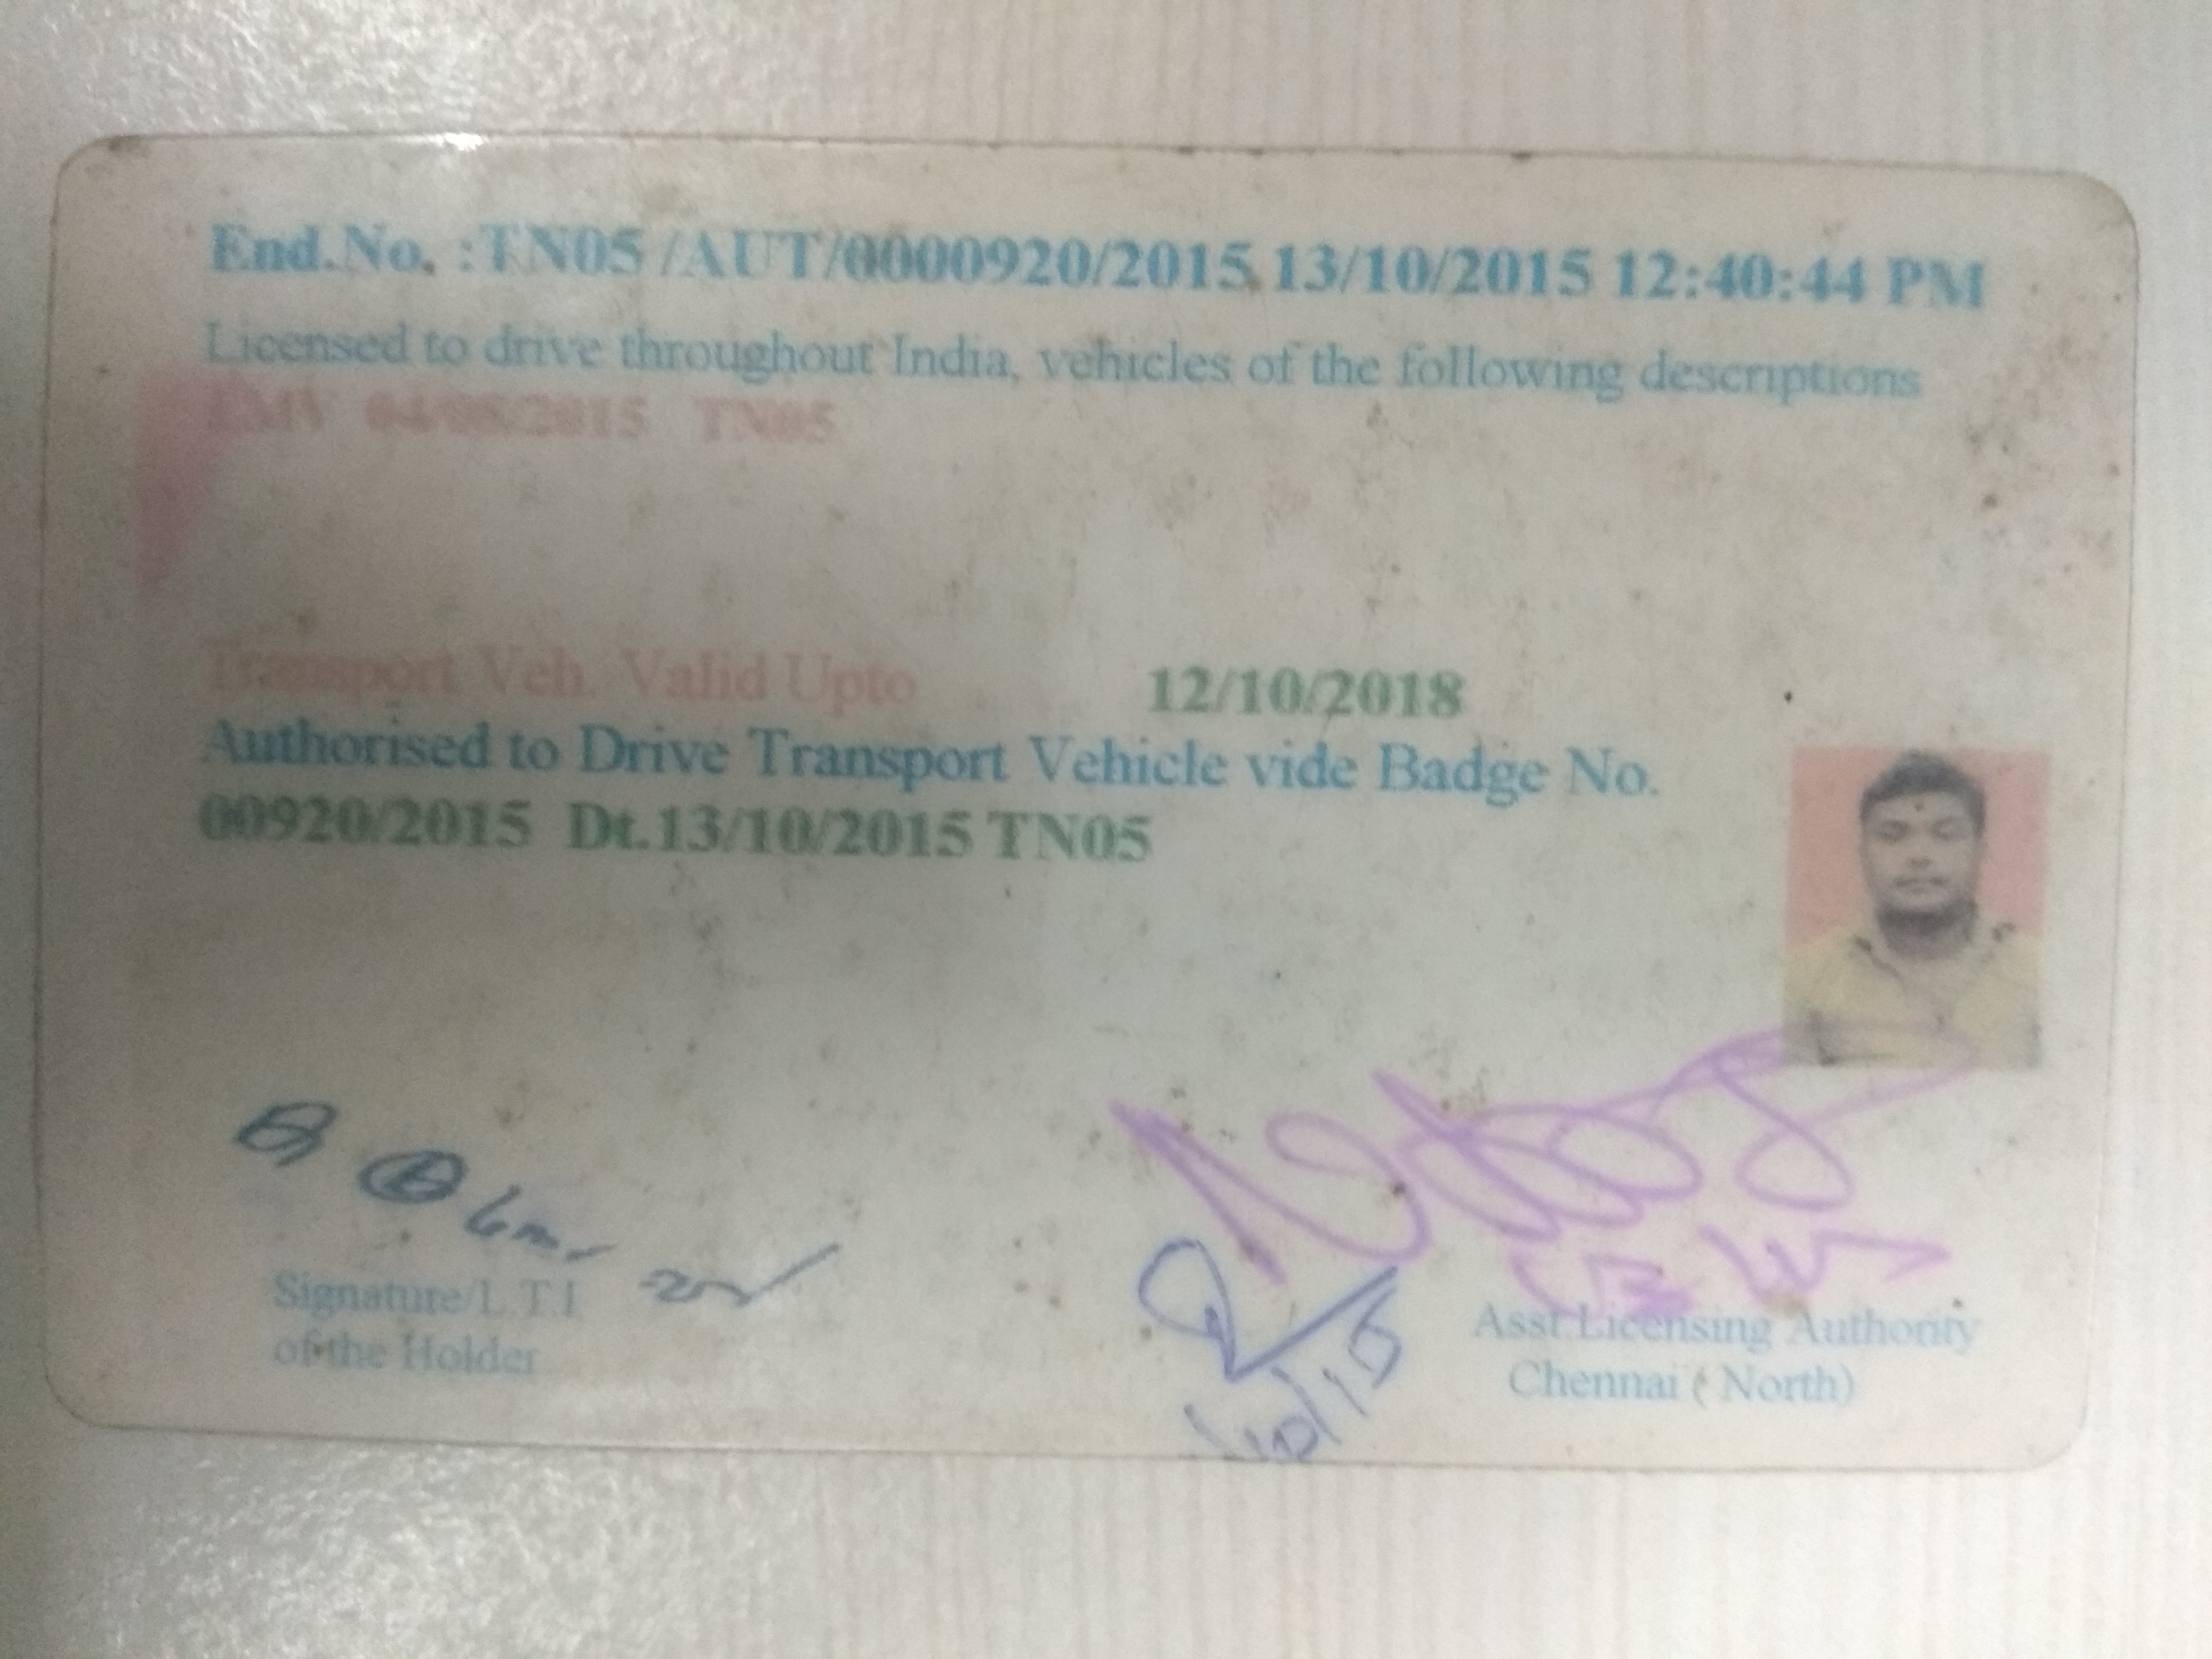 End.No. :TN05 /AUT/0000920/2015 13/10/2015 12:40:44 PM
Licensed to drive throughout India, vehicles of the following descriptions
LMV 04/08/2015 TN05
Transport Veh. Valid Upto 12/10/2018
Authorised to Drive Transport Vehicle vide Badge No.
00920/2015 Dt.13/10/2015 TN05
Signature/L.T.I
of the Holder
10/15
Asst Licensing Authority
Chennai ( North)